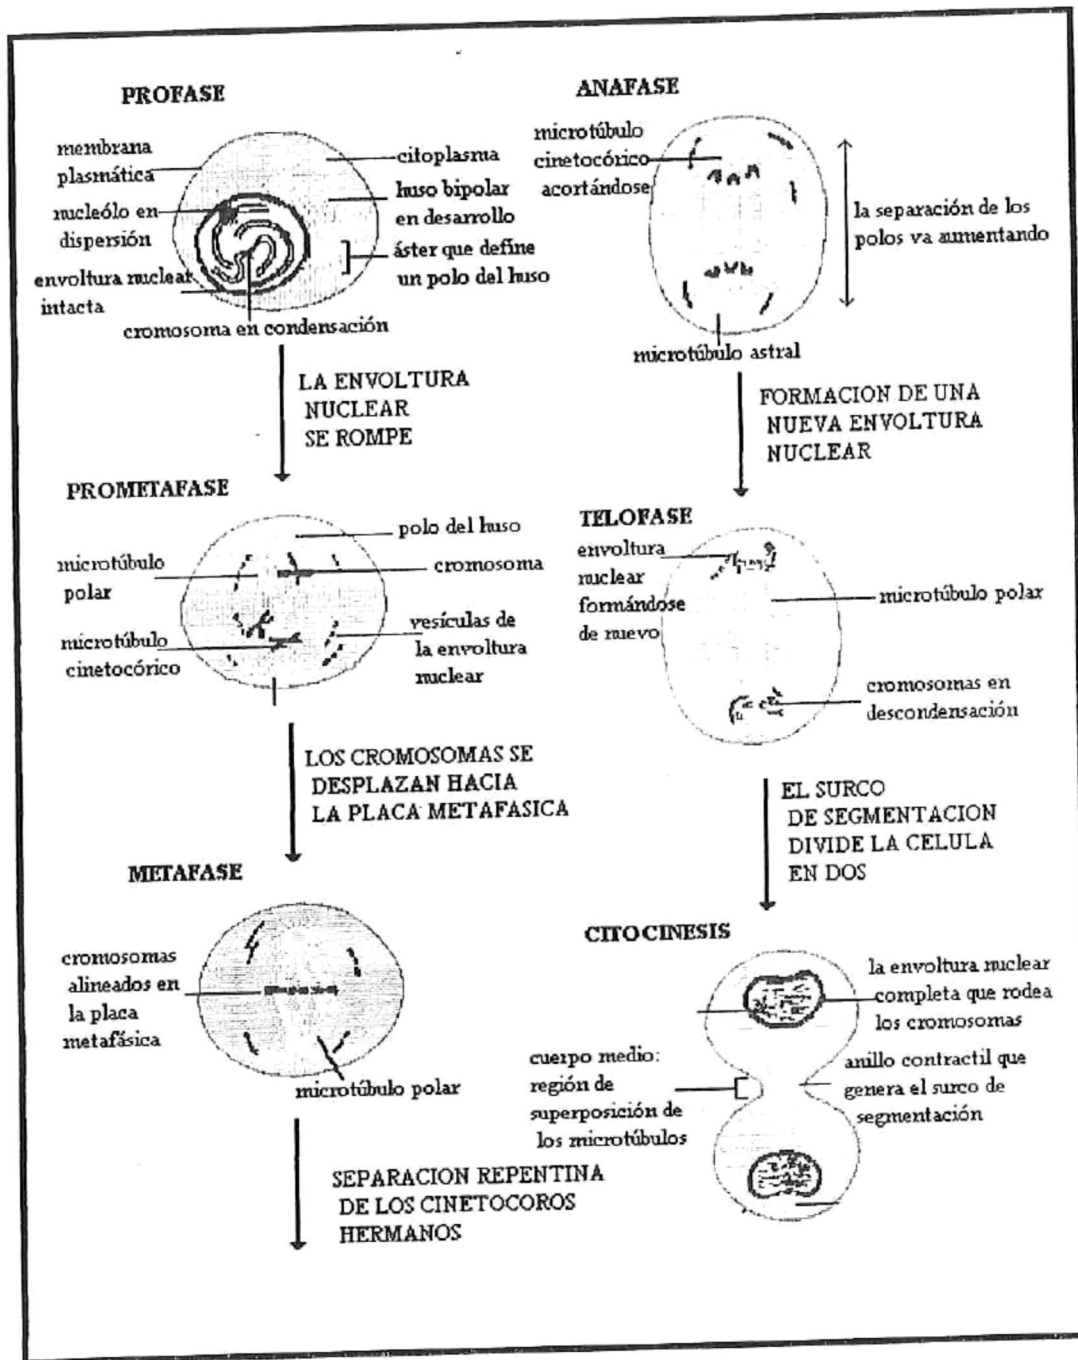 PROFASE
membrana
plasmática
nucleólo en
dispersión
envoltura nuclear
intacta
cromosoma en condensación
citoplasma
huso bipolar
en desarrollo
áster que define
un polo del huso
LA ENVOLTURA
NUCLEAR
SE ROMPE
PROMETAFASE
microtúbulo
polar
microtúbulo
cinetocórico
polo del huso
cromosoma
vesículas de
la envoltura
nuclear
LOS CROMOSOMAS SE
DESPLAZAN HACIA
LA PLACA METAFASICA
METAFASE
cromosomas
alineados en
la placa
metafásica
microtúbulo polar
SEPARACION REPENTINA
DE LOS CINETOCOROS
HERMANOS
ANAFASE
microtúbulo
cinetocórico
acortándose
la separación de los
polos va aumentando
microtúbulo astral
FORMACION DE UNA
NUEVA ENVOLTURA
NUCLEAR
TELOFASE
envoltura
nuclear
formándose
de nuevo
microtúbulo polar
cromosomas en
descondensación
EL SURCO
DE SEGMENTACION
DIVIDE LA CELULA
EN DOS
CITOCINESIS
la envoltura nuclear
completa que rodea
los cromosomas
cuerpo medio:
región de
superposición de
los microtúbulos
anillo contractil que
genera el surco de
segmentación